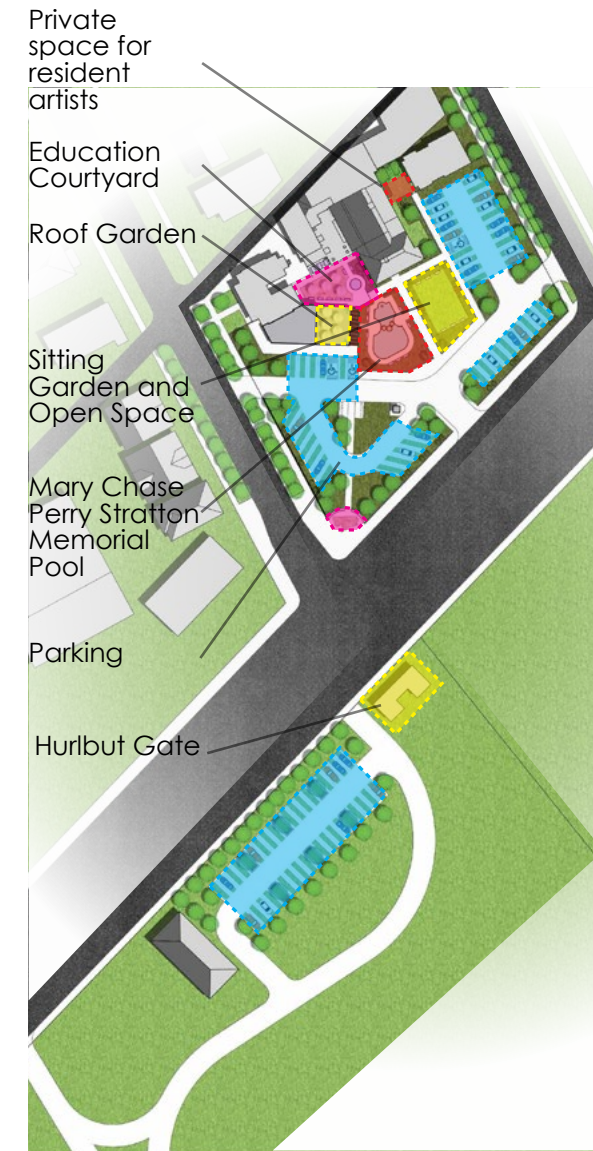 Private
space for
resident
artists
Education
Courtyard
Roof Garden
Sitting
Garden and
Open Space
Mary Chase
Perry Stratton
Memorial
Pool
Parking
Hurlbut Gate